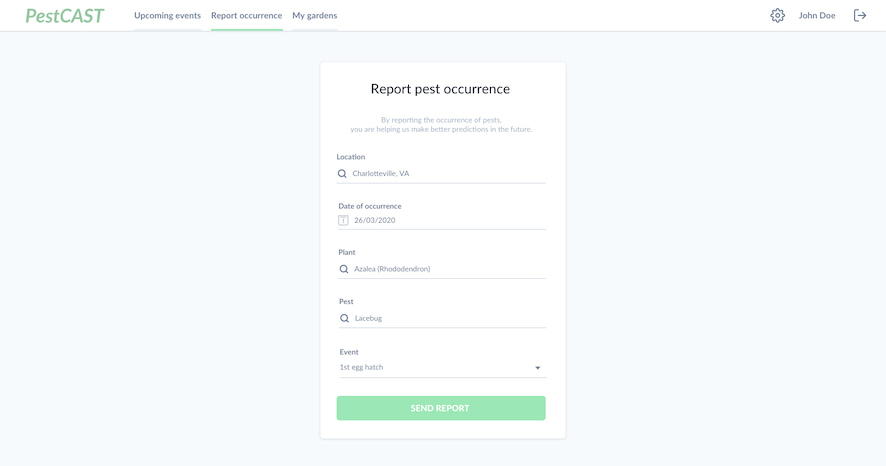 PestCAST
Upcoming events
Report occurrence
My gardens
John Doe
Report pest occurrence
By reporting the occurrence of pests,
you are helping us make better predictions in the future.
Location
Charlotteville, VA
Date of occurrence
26/03/2020
Plant
Azalea (Rhododendron)
Pest
Lacebug
Event
1st egg hatch
SEND REPORT